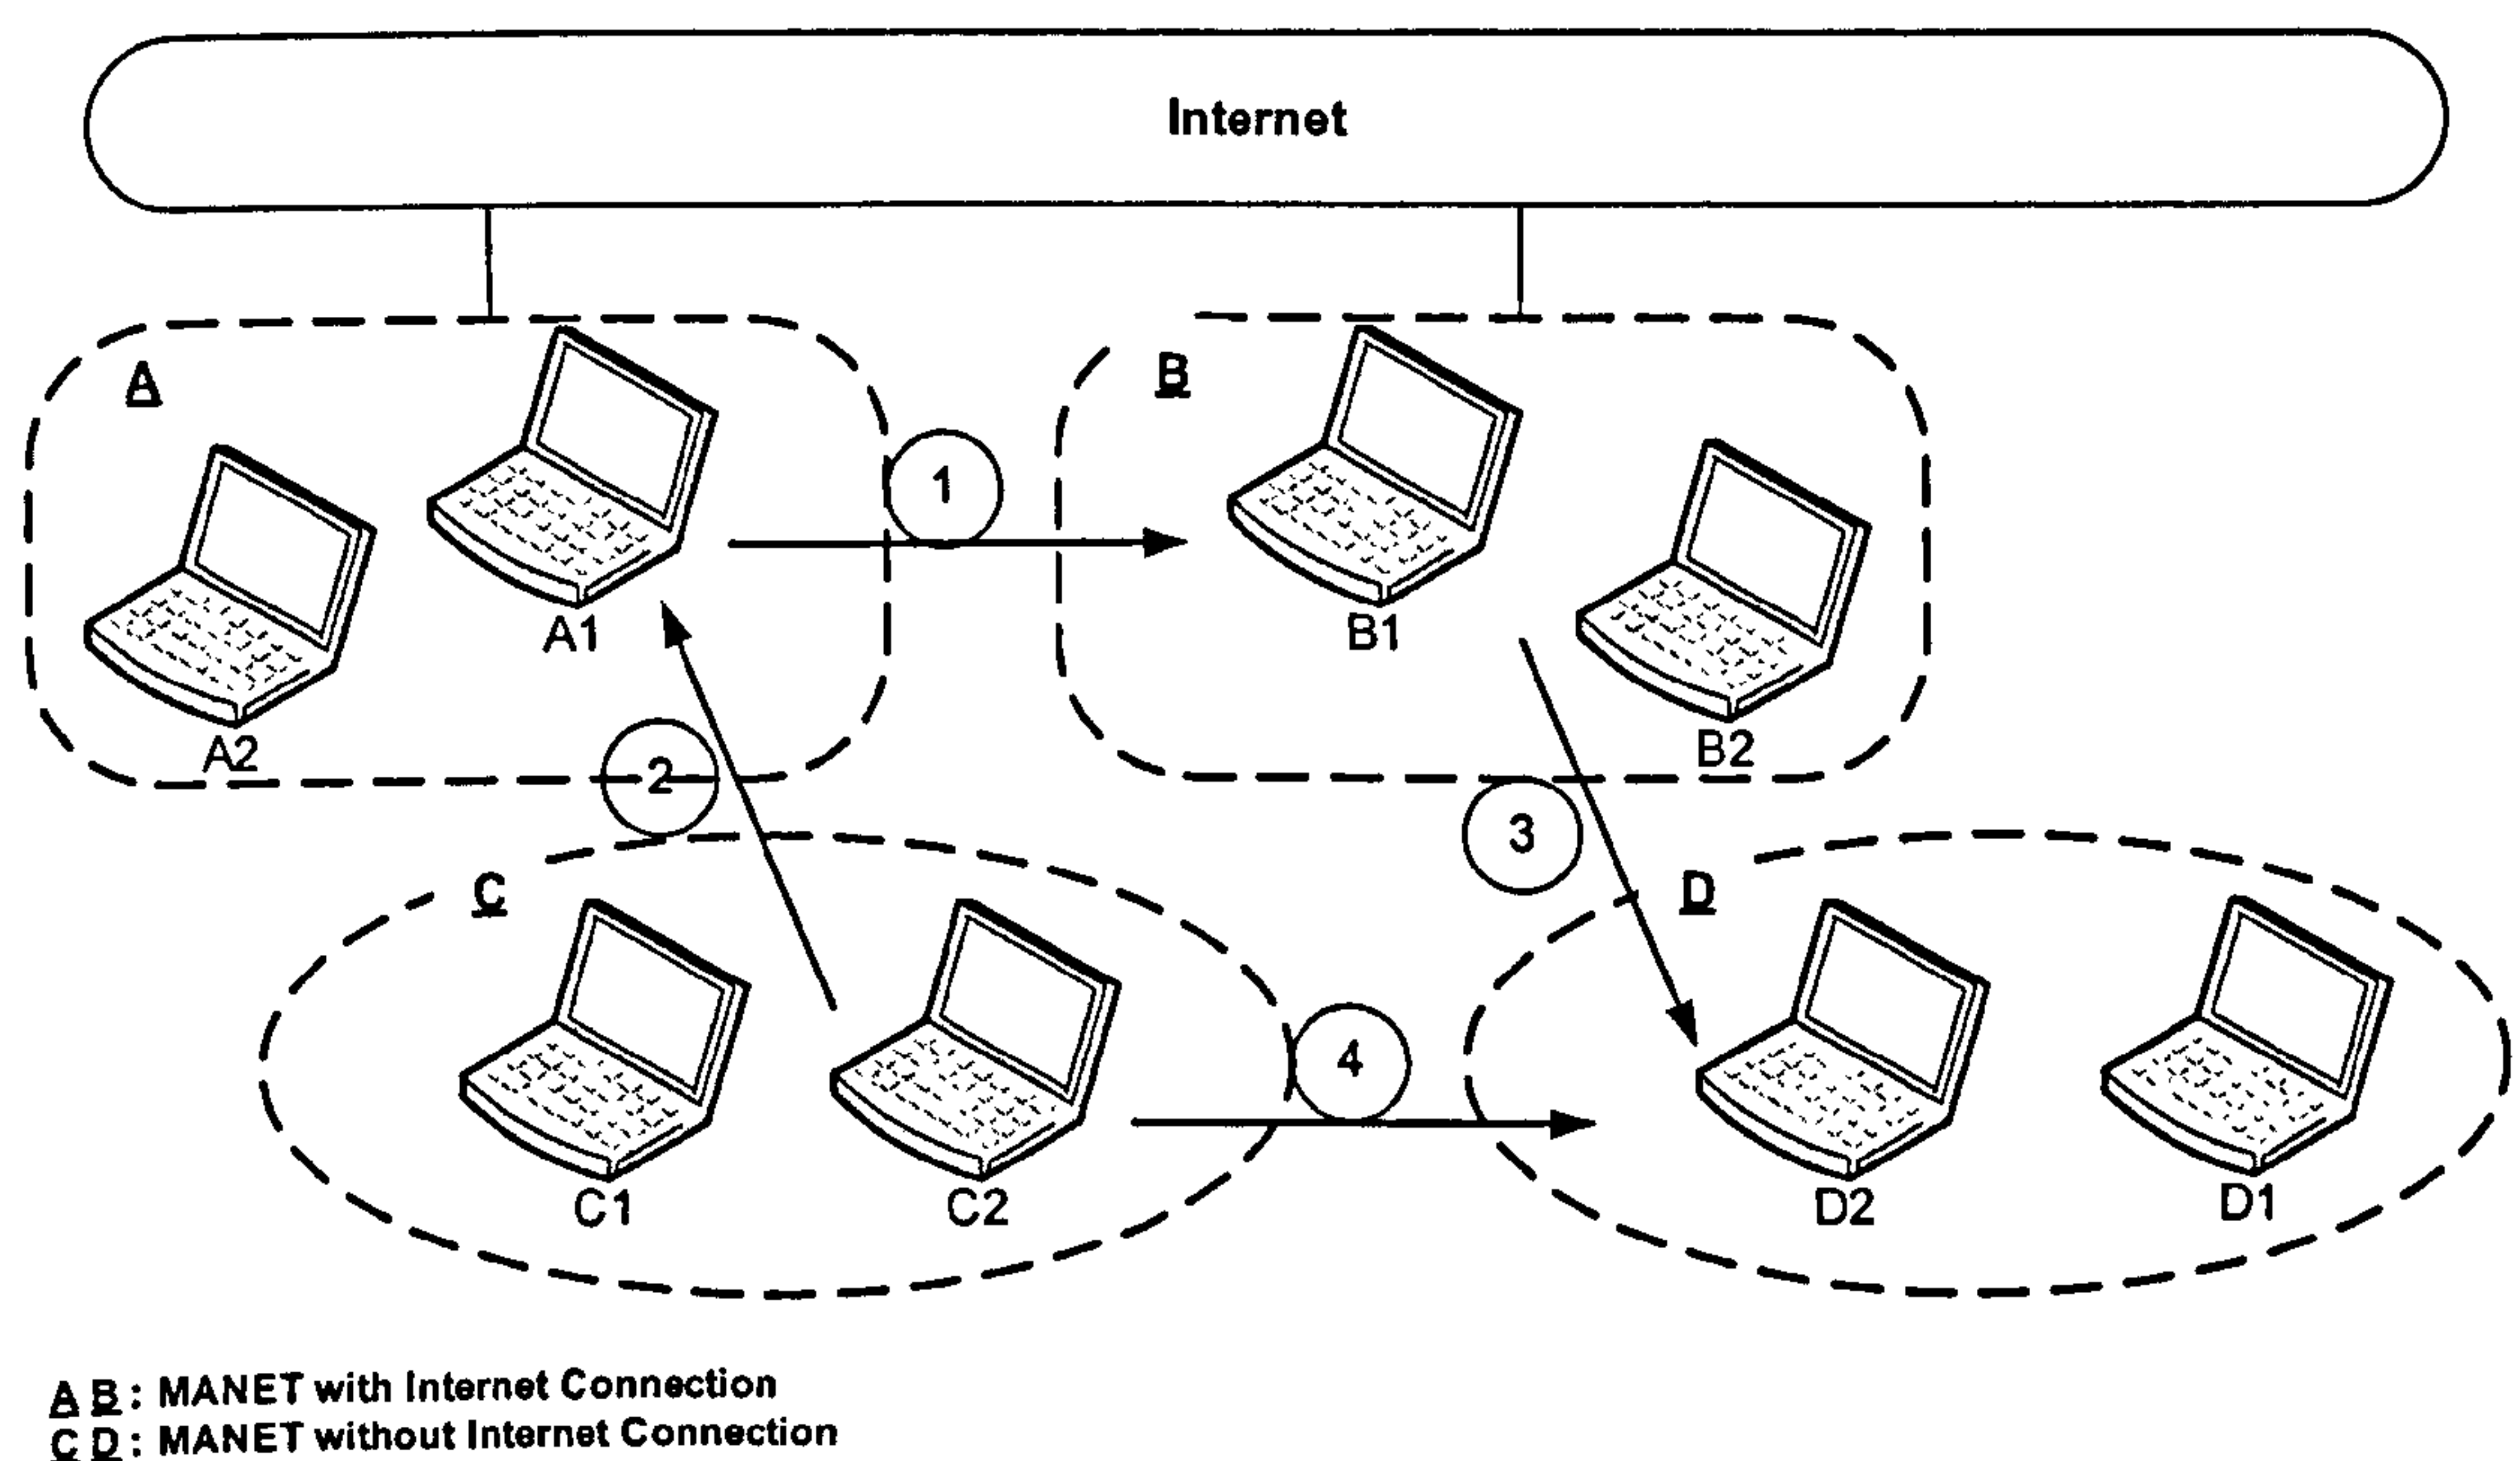 Internet
A
B
1
A1
B1
A2
B2
2
3
C
D
4
C1
C2
D2
D1
A B : MANET with Internet Connection
C D : MANET without Internet Connection